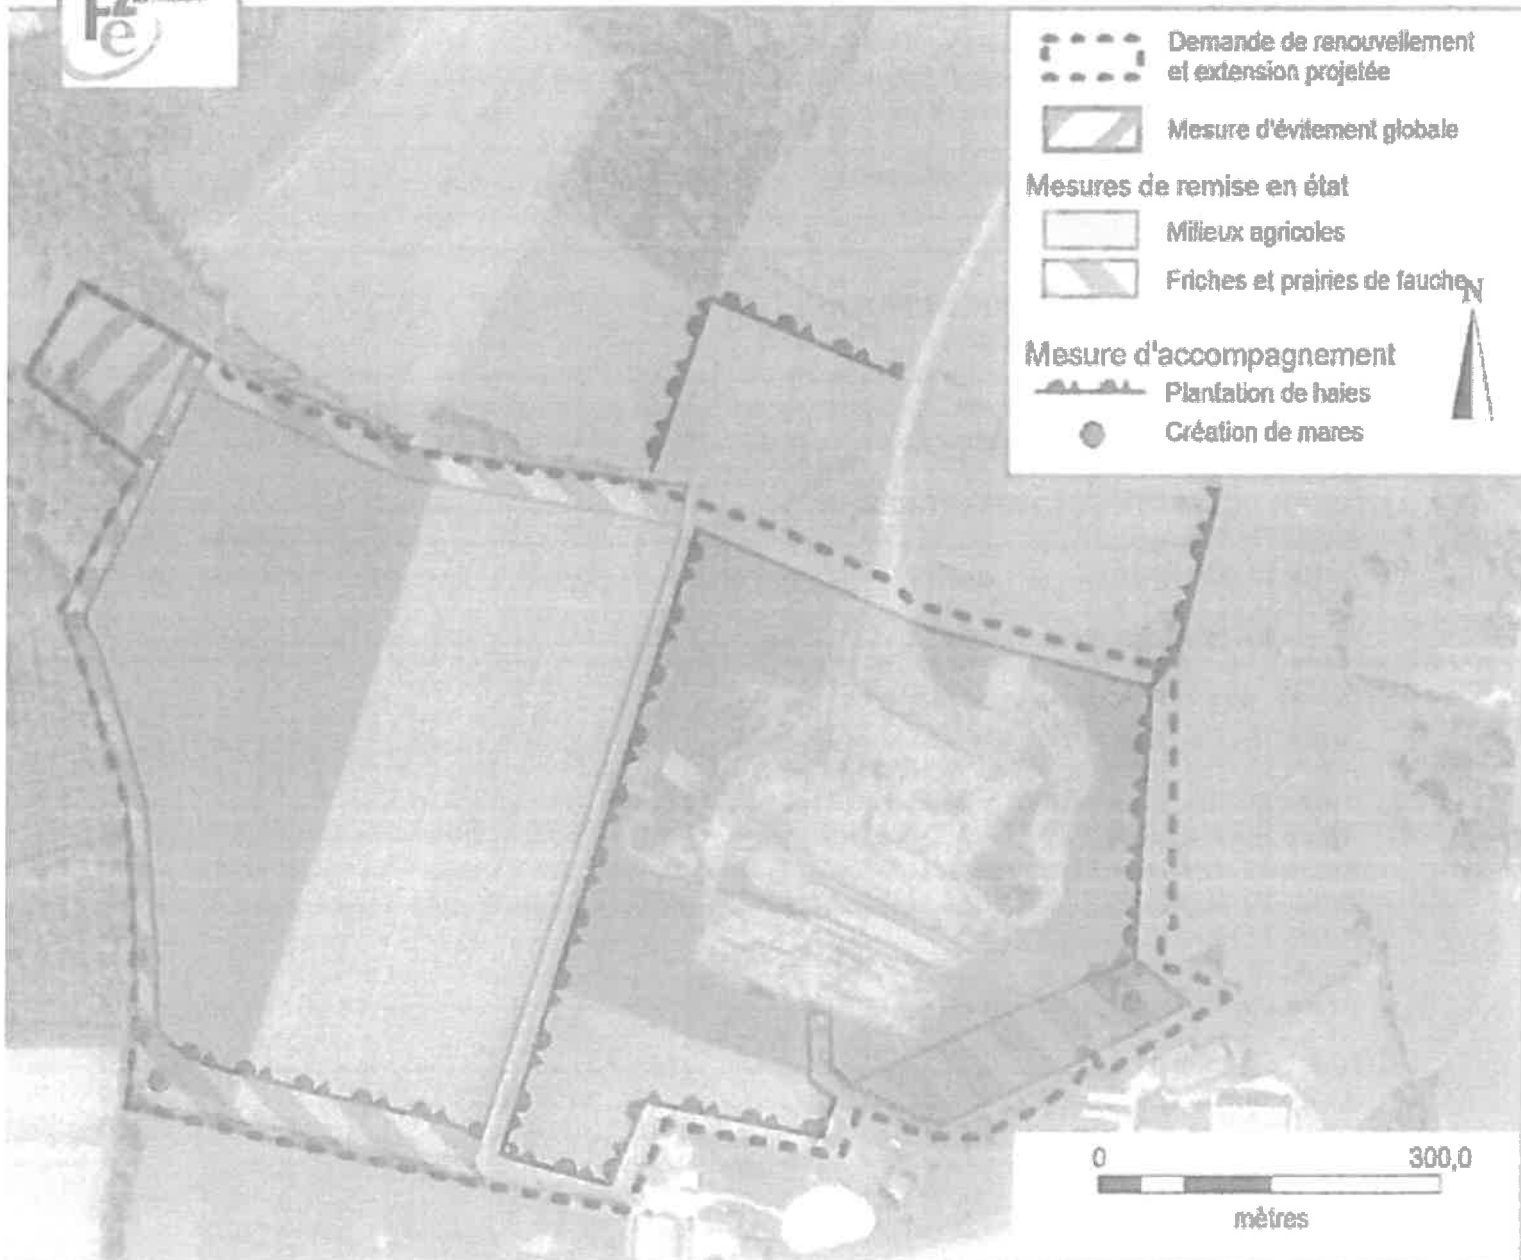 Demande de renouvellement
et extension projetée
Mesure d'évitement globale
Mesures de remise en état
Milieux agricoles
Friches et prairies de fauche
N
Mesure d'accompagnement
Plantation de haies
Création de mares
0 300,0
mètres